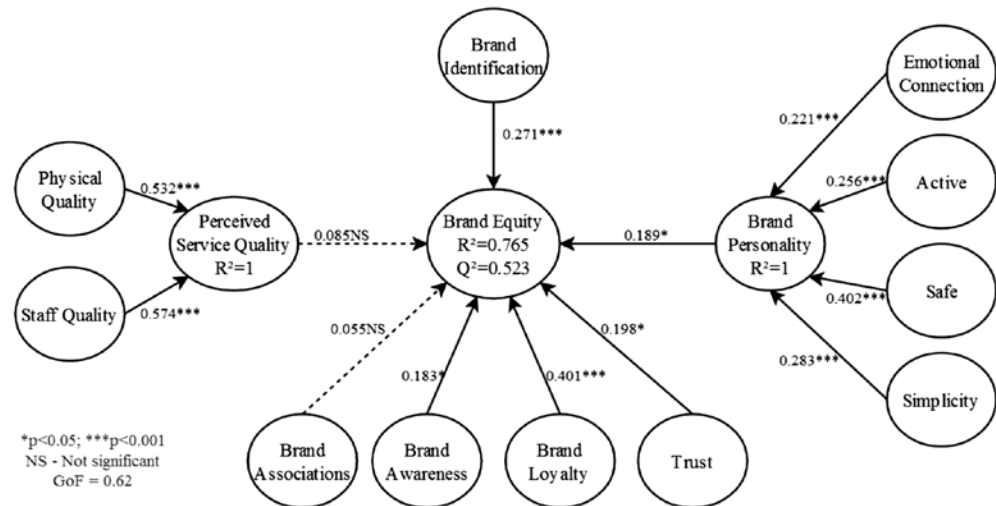 Brand
Identification
Emotional
Connection
0.271***
0.221***
Physical
Quality
0.532***
0.256***
Active
Perceived
Service Quality
R²=1
0.085NS
Brand Equity
R²=0.765
Q²=0.523
0.189*
Brand
Personality
R²=1
Staff Quality
0.574***
0.402***
Safe
0.055NS
0.183*
0.401***
0.198*
0.283***
Simplicity
*p<0.05; ***p<0.001
NS - Not significant
GoF = 0.62
Brand
Associations
Brand
Awareness
Brand
Loyalty
Trust